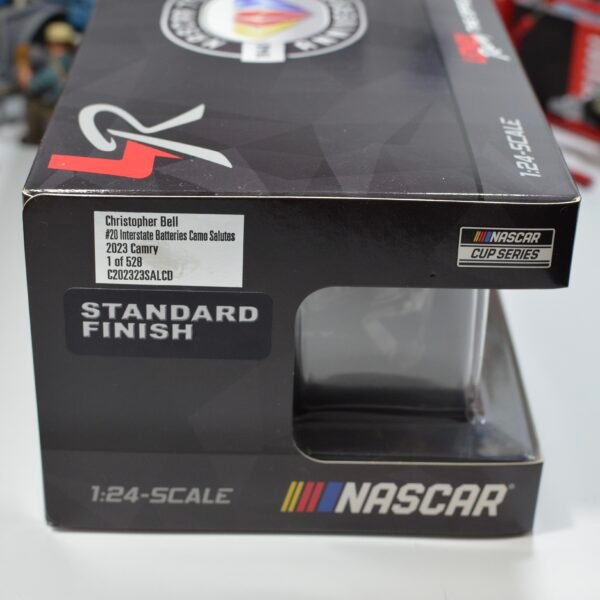 1:24-SCALE
Christopher Bell
#20 Interstate Batteries Camo Salutes
2023 Camry
1 of 528
C202323SALCD
NASCAR
CUP SERIES
STANDARD
FINISH
1:24-SCALE
NASCAR